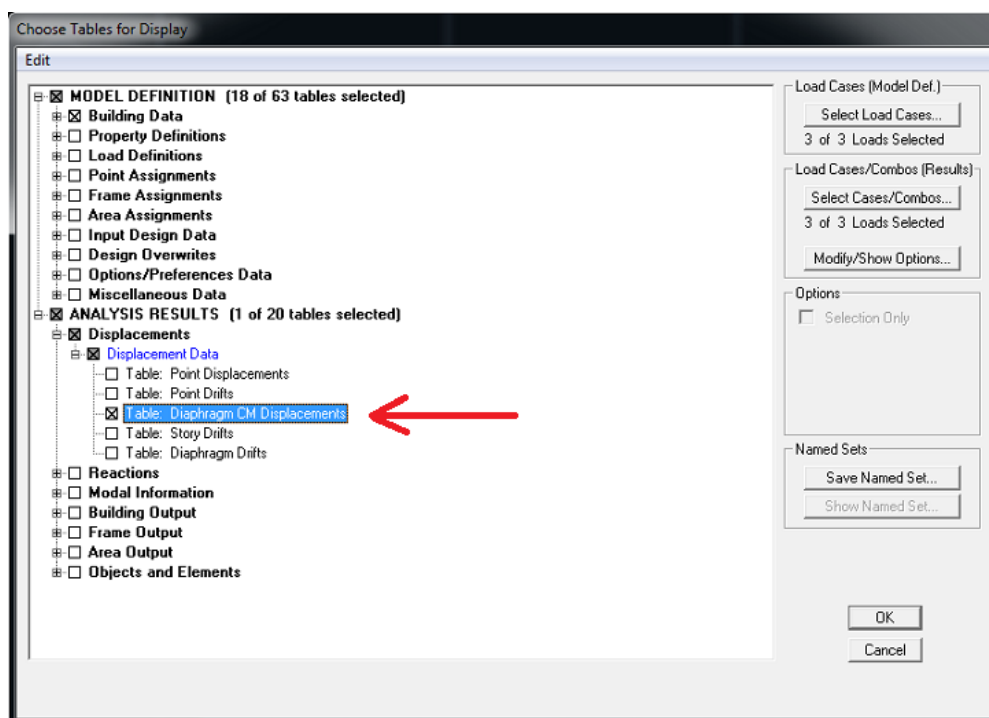 Choose Tables for Display
Edit
MODEL DEFINITION (18 of 63 tables selected)
Building Data
Property Definitions
Load Definitions
Point Assignments
Frame Assignments
Area Assignments
Input Design Data
Design Overwrites
Options/Preferences Data
Miscellaneous Data
ANALYSIS RESULTS (1 of 20 tables selected)
Displacements
Displacement Data
Table: Point Displacements
Table: Point Drifts
Table: Diaphragm CM Displacements
Table: Story Drifts
Table: Diaphragm Drifts
Reactions
Modal Information
Building Output
Frame Output
Area Output
Objects and Elements
Load Cases (Model Def.)
Select Load Cases...
3 of 3 Loads Selected
Load Cases/Combos (Results)
Select Cases/Combos...
3 of 3 Loads Selected
Modify/Show Options...
Options
Selection Only
Named Sets
Save Named Set...
Show Named Set...
OK
Cancel